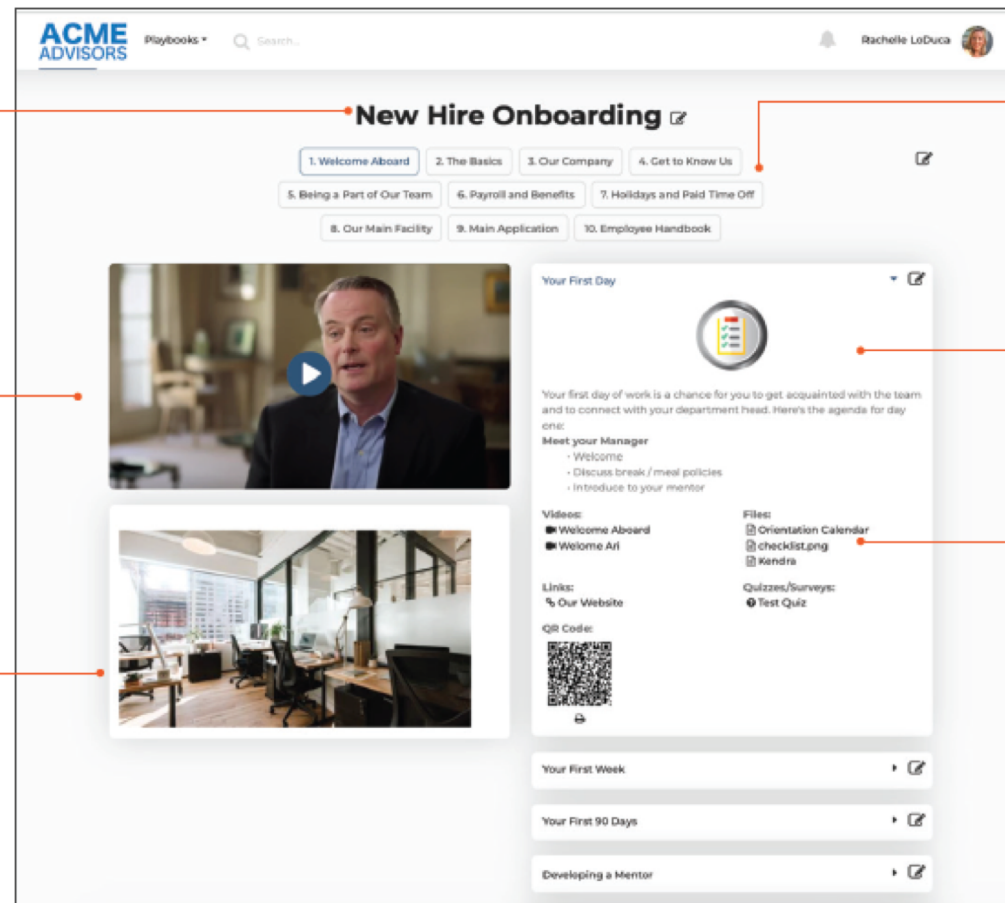 ACME
ADVISORS
Playbooks
Search...
Rachelle LoDuca
New Hire Onboarding
1. Welcome Aboard
2. The Basics
3. Our Company
4. Get to Know Us
5. Being a Part of Our Team
6. Payroll and Benefits
7. Holidays and Paid Time Off
8. Our Main Facility
9. Main Application
10. Employee Handbook
Your First Day
Your first day of work is a chance for you to get acquainted with the team
and to connect with your department head. Here's the agenda for day
one:
Meet your Manager
• Welcome
• Discuss break / meal policies
• Introduce to your mentor
Videos:
Welcome Aboard
Welome Ari
Files:
Orientation Calendar
checklist.png
Kendra
Links:
Our Website
Quizzes/Surveys:
Test Quiz
QR Code:
Your First Week
Your First 90 Days
Developing a Mentor